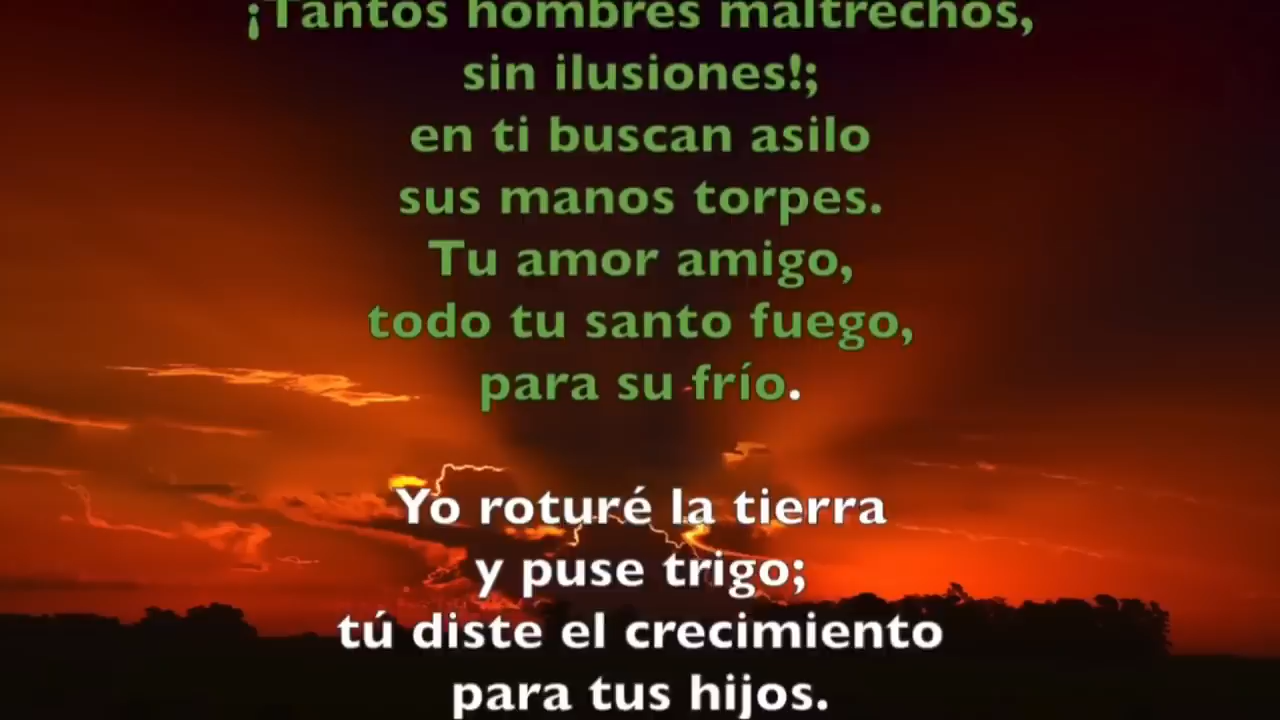 ¡Tantos hombres maltrechos,
sin ilusiones!;
en ti buscan asilo
sus manos torpes.
Tu amor amigo,
todo tu santo fuego,
para su frío.
Yo roturé la tierra
y puse trigo;
tú diste el crecimiento
para tus hijos.